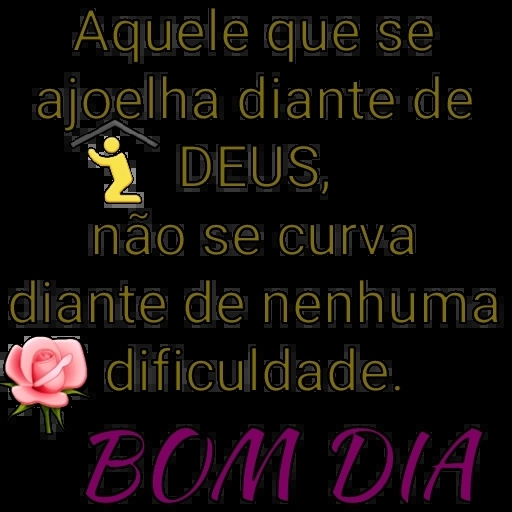 Aquele que se
ajoelha diante de
DEUS,
não se curva
diante de nenhuma
dificuldade.
BOM DIA